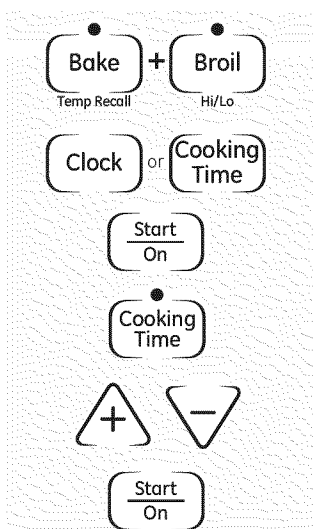 Bake + Broil
Temp Recall Hi/Lo
Clock or Cooking Time
Start
On
Cooking
Time
+ −
Start
On